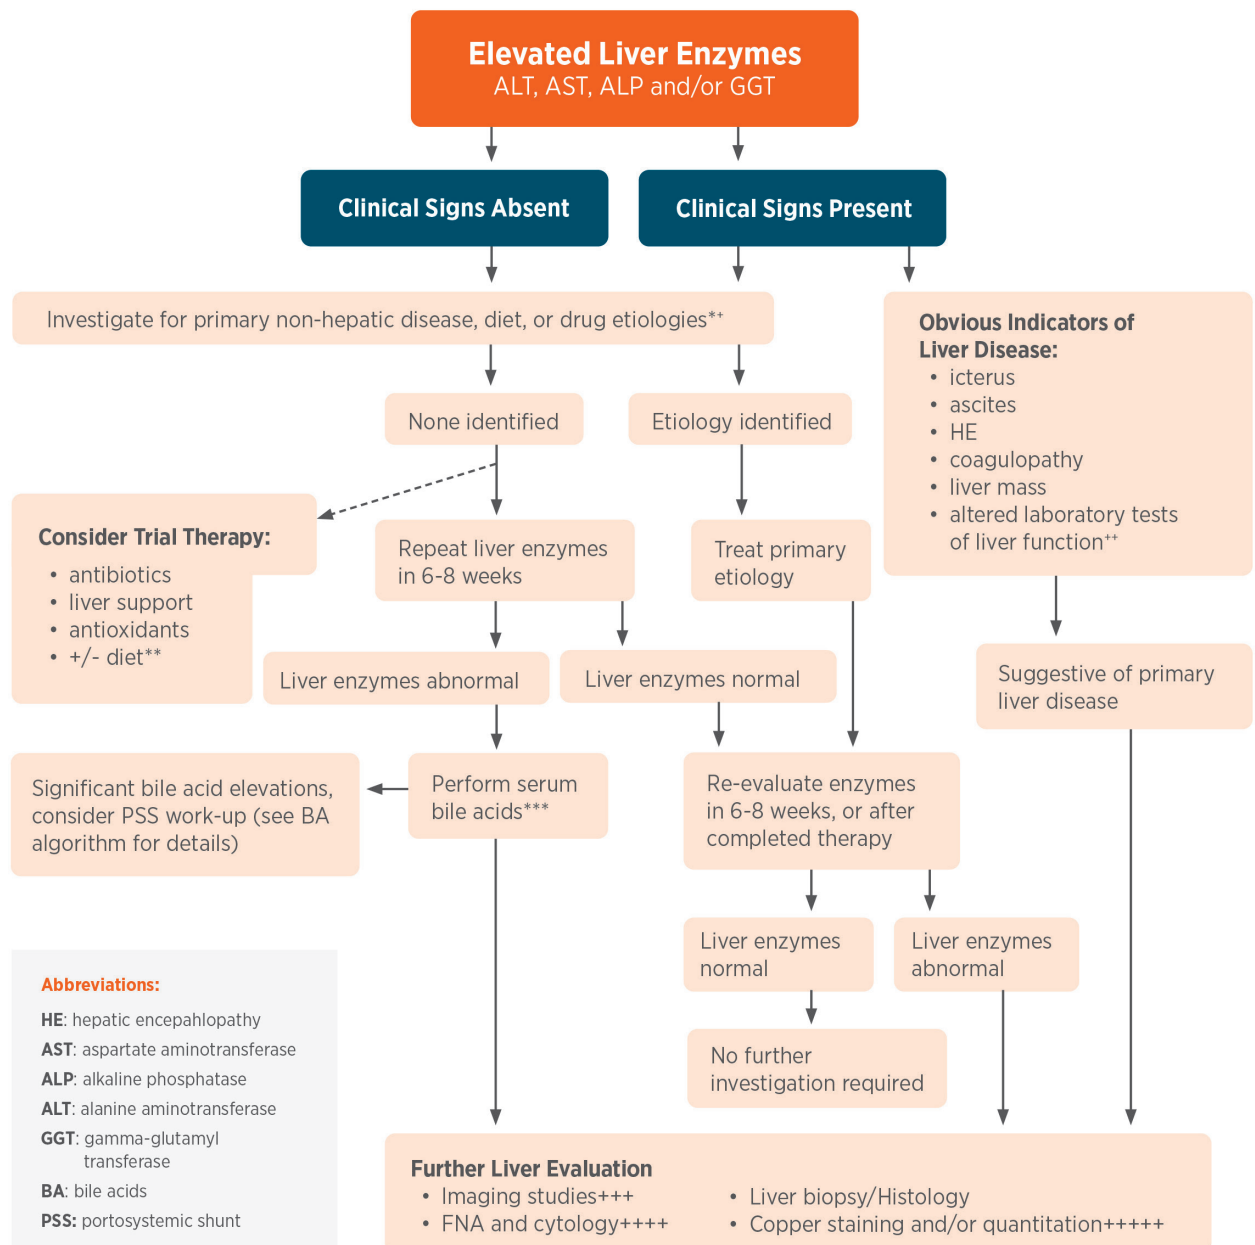 Elevated Liver Enzymes
ALT, AST, ALP and/or GGT
Clinical Signs Absent
Clinical Signs Present
Investigate for primary non-hepatic disease, diet, or drug etiologies*⁺
Obvious Indicators of
Liver Disease:
• icterus
• ascites
• HE
• coagulopathy
• liver mass
• altered laboratory tests
of liver function⁺⁺
None identified
Etiology identified
Consider Trial Therapy:
• antibiotics
• liver support
• antioxidants
• +/- diet**
Repeat liver enzymes
in 6-8 weeks
Treat primary
etiology
Liver enzymes abnormal
Liver enzymes normal
Suggestive of primary
liver disease
Significant bile acid elevations,
consider PSS work-up (see BA
algorithm for details)
Perform serum
bile acids***
Re-evaluate enzymes
in 6-8 weeks, or after
completed therapy
Liver enzymes
normal
Liver enzymes
abnormal
No further
investigation required
Abbreviations:
HE: hepatic encepahlopathy
AST: aspartate aminotransferase
ALP: alkaline phosphatase
ALT: alanine aminotransferase
GGT: gamma-glutamyl
transferase
BA: bile acids
PSS: portosystemic shunt
Further Liver Evaluation
• Imaging studies+++
• FNA and cytology++++
• Liver biopsy/Histology
• Copper staining and/or quantitation+++++